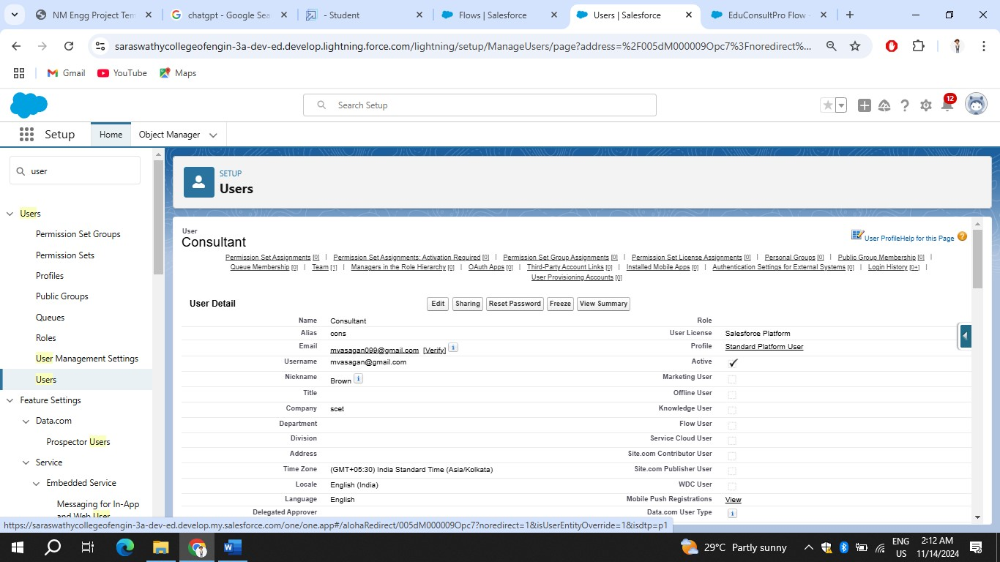 NM Engg Project Tem
chatgpt - Google Sea
- Student
Flows | Salesforce
Users | Salesforce
EduConsultPro Flow -
saraswathycollegeofengin-3a-dev-ed.develop.lightning.force.com/lightning/setup/ManageUsers/page?address=%2F005dM000009Opc7%3Fnoredirect%...
Gmail
YouTube
Maps
Search Setup
12
Setup
Home
Object Manager
user
Users
Permission Set Groups
Permission Sets
Profiles
Public Groups
Queues
Roles
User Management Settings
Users
Feature Settings
Data.com
Prospector Users
Service
Embedded Service
Messaging for In-App
and Web User
SETUP
Users
User
Consultant
User Profile Help for this Page
Permission Set Assignments [0] | Permission Set Assignments: Activation Required [0] | Permission Set Group Assignments [0] | Permission Set License Assignments [0] | Personal Groups [0] | Public Group Membership [0] |
Queue Membership [0] | Team [1] | Managers in the Role Hierarchy [0] | OAuth Apps [0] | Third-Party Account Links [0] | Installed Mobile Apps [0] | Authentication Settings for External Systems [0] | Login History [0+] |
User Provisioning Accounts [0]
User Detail
Edit Sharing Reset Password Freeze View Summary
Name Consultant Role
Alias cons User License Salesforce Platform
Email mvasagan099@gmail.com [Verify] Profile Standard Platform User
Username mvasagan@gmail.com Active
Nickname Brown Marketing User
Title Offline User
Company scet Knowledge User
Department Flow User
Division Service Cloud User
Address Site.com Contributor User
Time Zone (GMT+05:30) India Standard Time (Asia/Kolkata) Site.com Publisher User
Locale English (India) WDC User
Language English Mobile Push Registrations View
Delegated Approver Data.com User Type
https://saraswathycollegeofengin-3a-dev-ed.develop.my.salesforce.com/one/one.app#/alohaRedirect/005dM000009Opc7?noredirect=1&isUserEntityOverride=1&isdtp=p1
29°C Partly sunny
ENG
US
2:12 AM
11/14/2024